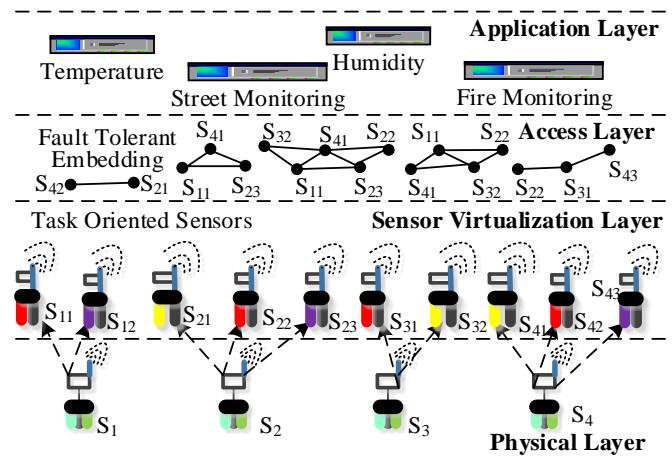 Application Layer
Temperature
Humidity
Street Monitoring
Fire Monitoring
Fault Tolerant
Embedding
Access Layer
S41
S32 S41 S22
S11 S22
S42 S21
S11 S23
S11 S23
S41 S32
S22 S31
S43
Task Oriented Sensors
Sensor Virtualization Layer
S11 S12 S21 S22 S23 S31 S32 S41 S42 S43
S1 S2 S3 S4
Physical Layer